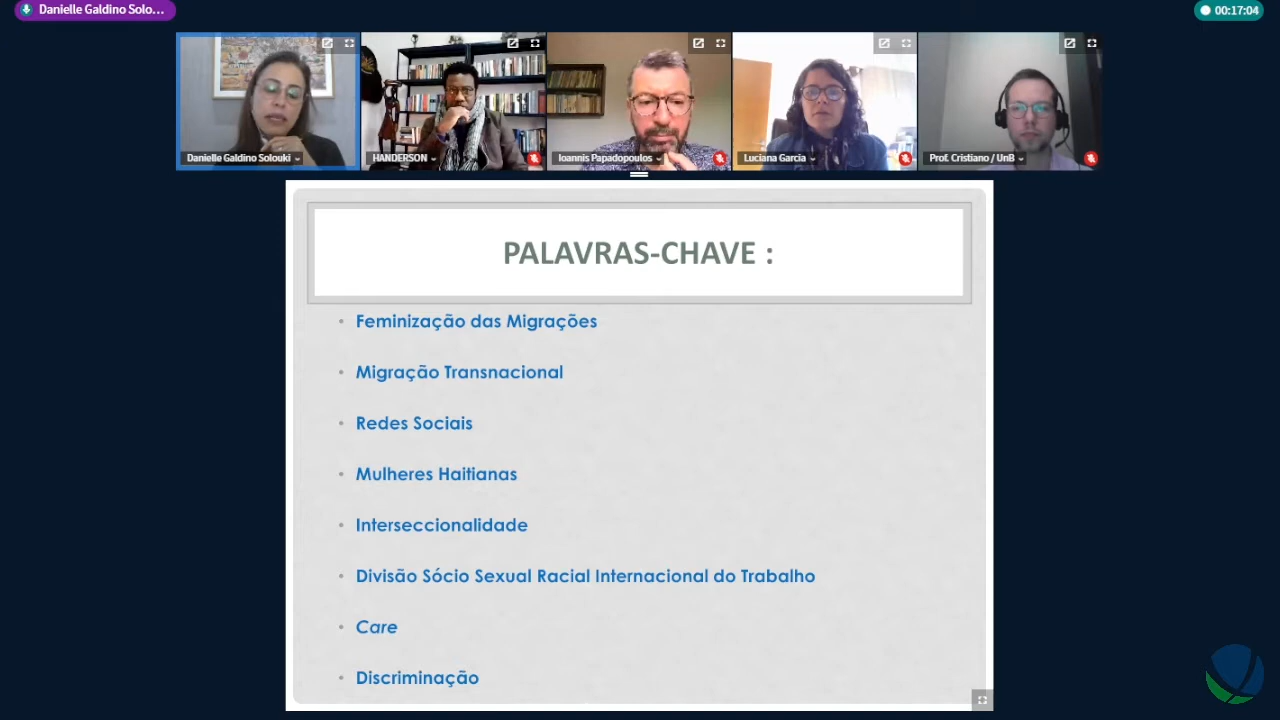 Danielle Galdino Solo...
00:17:04
Danielle Galdino Solouki
HANDERSON
Ioannis Papadopoulos
Luciana Garcia
Prof. Cristiano / UnB
PALAVRAS-CHAVE :
Feminização das Migrações
Migração Transnacional
Redes Sociais
Mulheres Haitianas
Interseccionalidade
Divisão Sócio Sexual Racial Internacional do Trabalho
Care
Discriminação